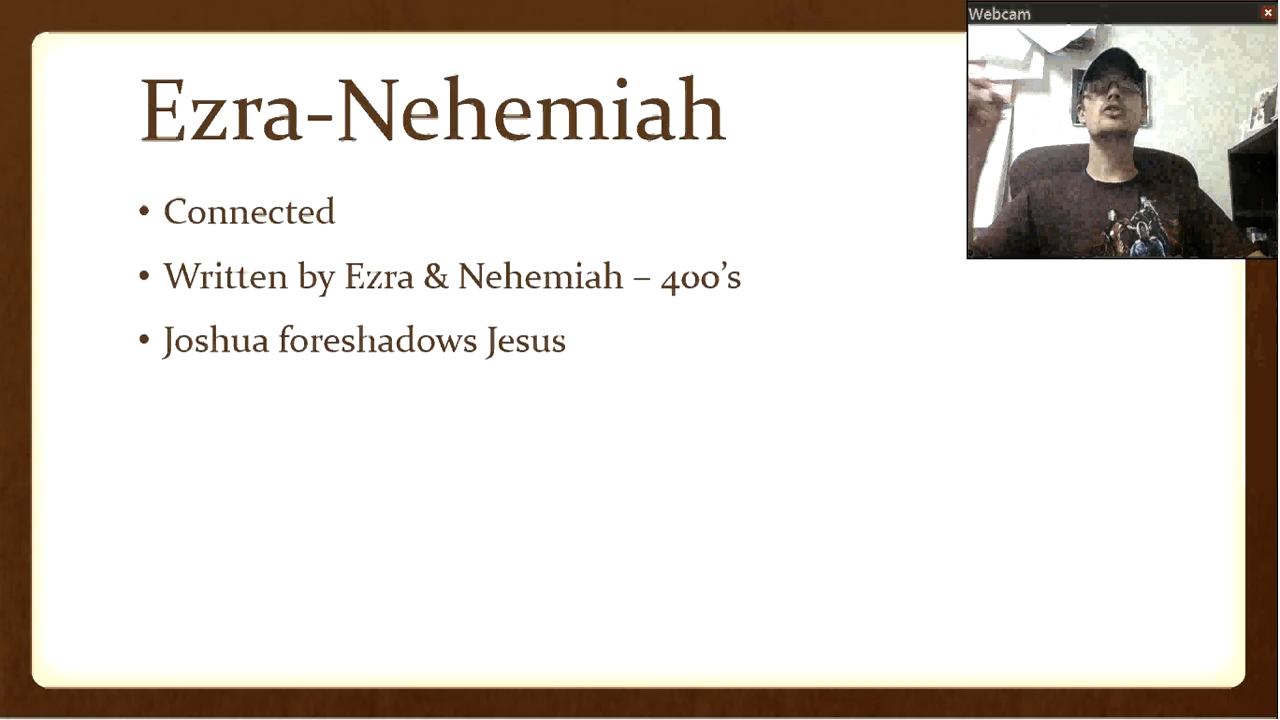 Webcam
Ezra-Nehemiah
• Connected
• Written by Ezra & Nehemiah – 400’s
• Joshua foreshadows Jesus